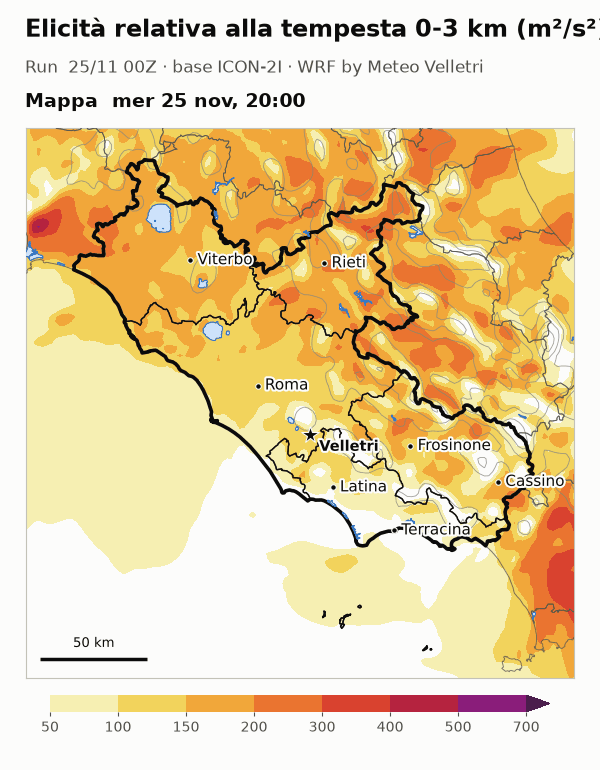 Elicità relativa alla tempesta 0-3 km (m²/s²)
Run  25/11 00Z · base ICON-2I · WRF by Meteo Velletri
Mappa  mer 25 nov, 20:00
Viterbo
Rieti
Roma
Velletri
Frosinone
Latina
Cassino
Terracina
50 km
50 100 150 200 300 400 500 700